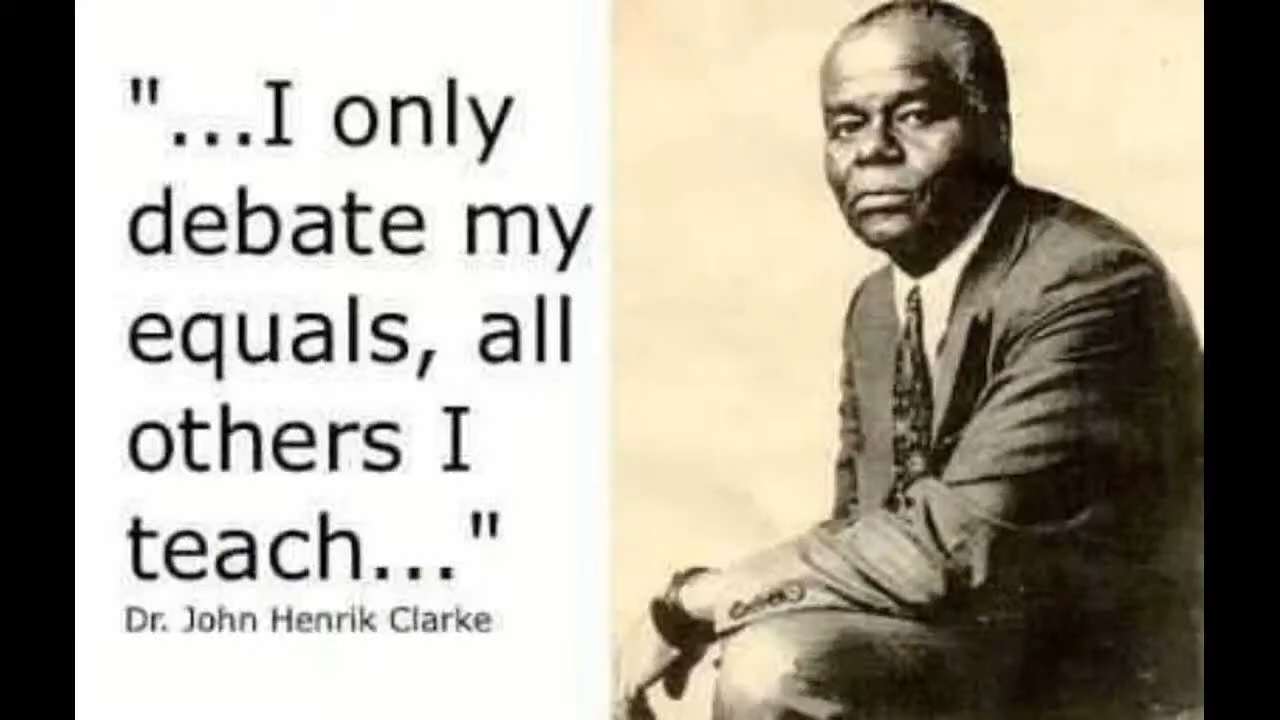 "...I only
debate my
equals, all
others I
teach..."
Dr. John Henrik Clarke